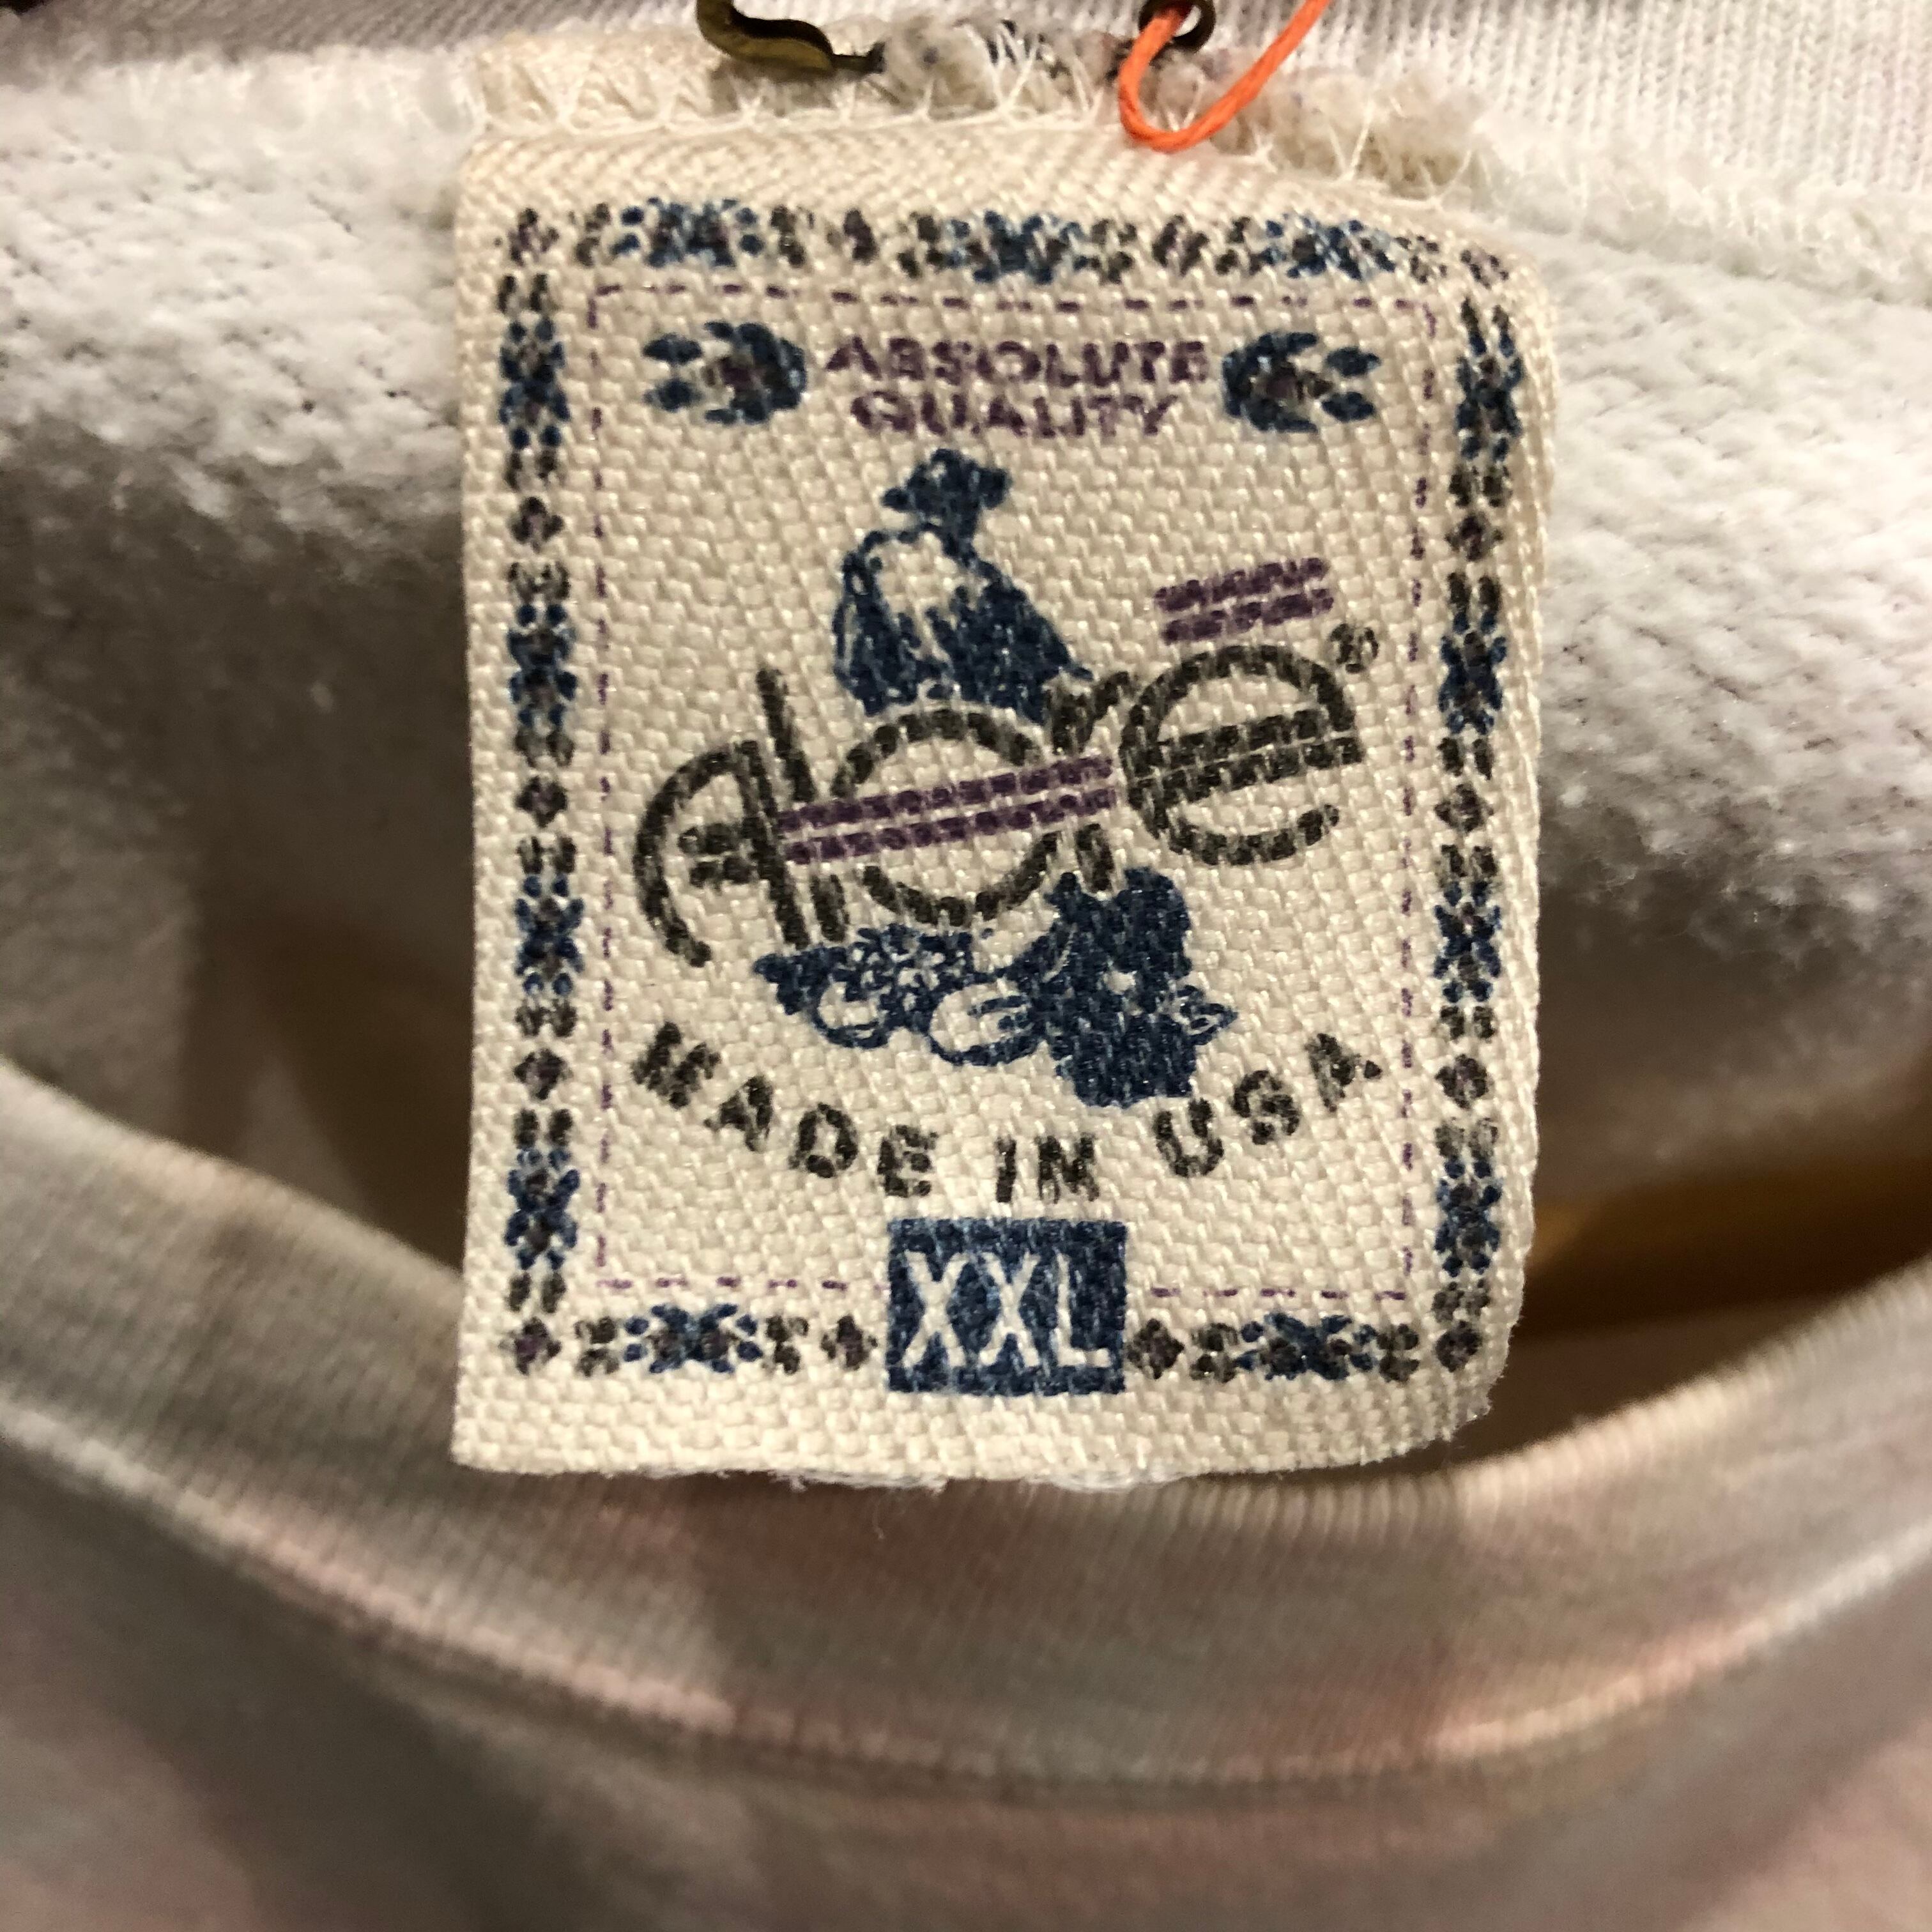 ABSOLUTE
QUALITY
Alore®
MADE IN USA
XXL